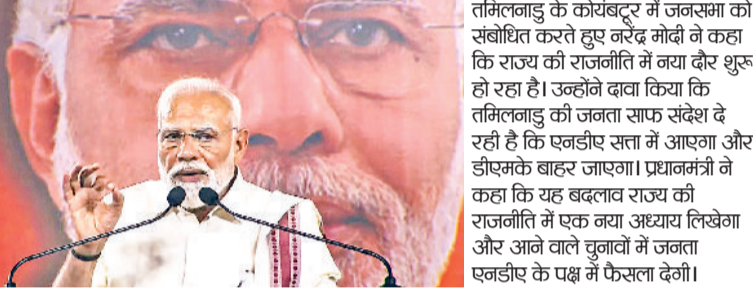 तमिलनाडु के कोयंबटूर में जनसभा को
संबोधित करते हुए नरेंद्र मोदी ने कहा
कि राज्य की राजनीति में नया दौर शुरू
हो रहा है। उन्होंने दावा किया कि
तमिलनाडु की जनता साफ संदेश दे
रही है कि एनडीए सत्ता में आएगा और
डीएमके बाहर जाएगा। प्रधानमंत्री ने
कहा कि यह बदलाव राज्य की
राजनीति में एक नया अध्याय लिखेगा
और आने वाले चुनावों में जनता
एनडीए के पक्ष में फैसला देगी।